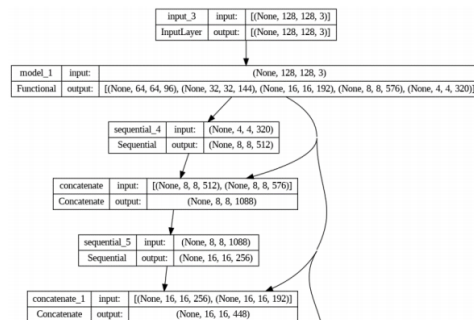 input_3 input: [(None, 128, 128, 3)]
InputLayer output: [(None, 128, 128, 3)]
model_1 input: (None, 128, 128, 3)
Functional output: [(None, 64, 64, 96), (None, 32, 32, 144), (None, 16, 16, 192), (None, 8, 8, 576), (None, 4, 4, 320)]
sequential_4 input: (None, 4, 4, 320)
Sequential output: (None, 8, 8, 512)
concatenate input: [(None, 8, 8, 512), (None, 8, 8, 576)]
Concatenate output: (None, 8, 8, 1088)
sequential_5 input: (None, 8, 8, 1088)
Sequential output: (None, 16, 16, 256)
concatenate_1 input: [(None, 16, 16, 256), (None, 16, 16, 192)]
Concatenate output: (None, 16, 16, 448)